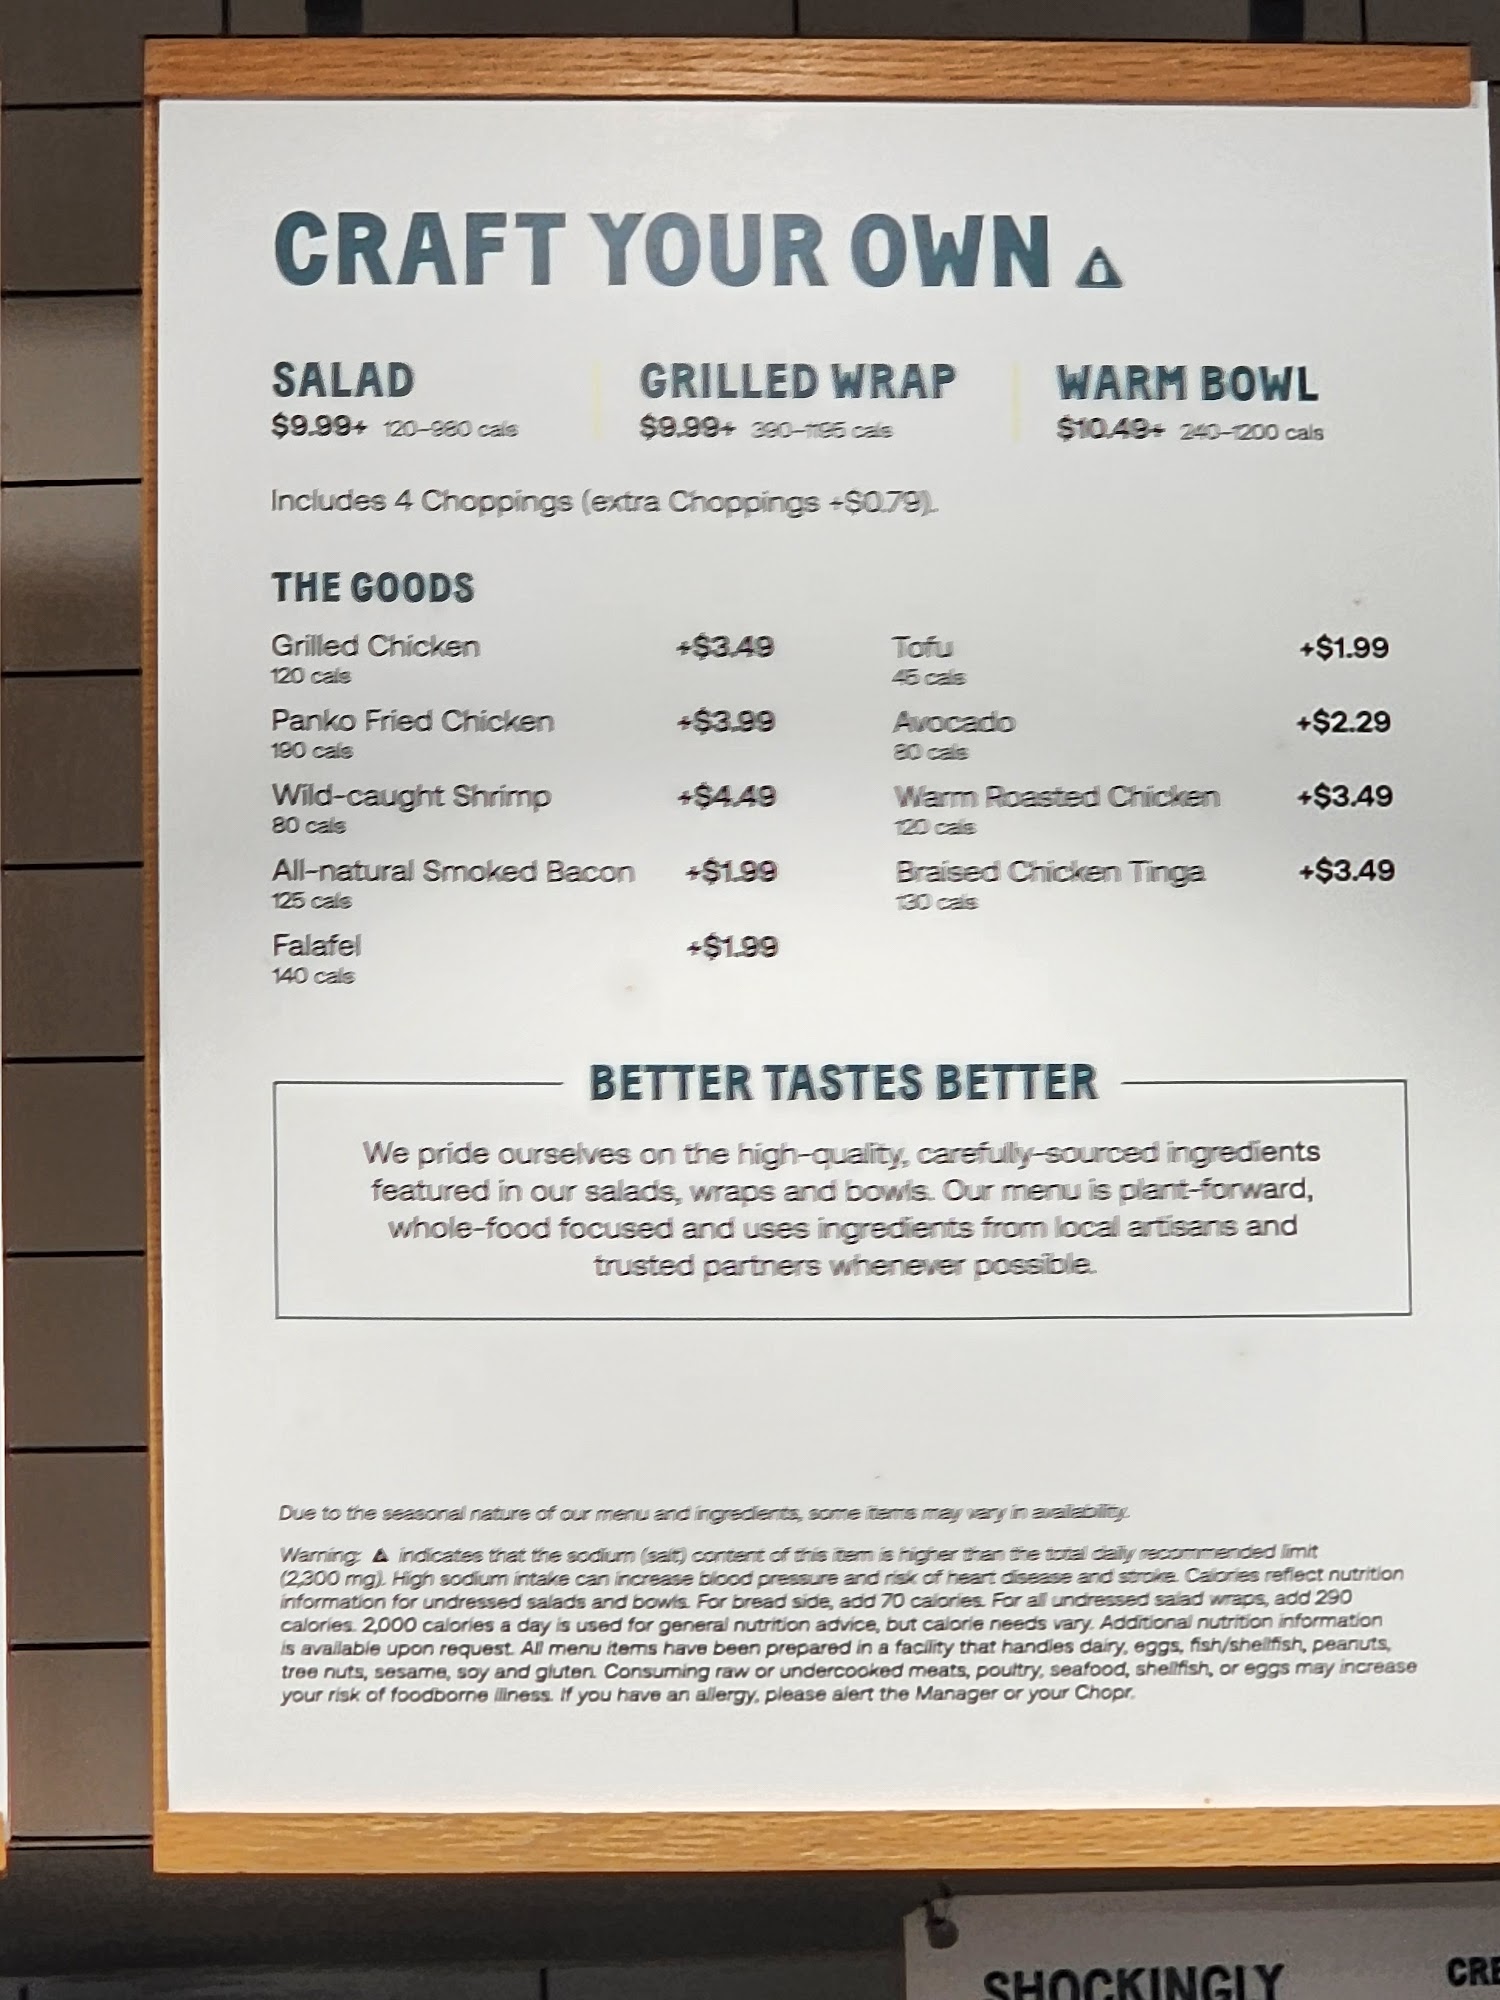 CRAFT YOUR OWN
SALAD
$9.99+ 120-980 cals
GRILLED WRAP
$9.99+ 390-1195 cals
WARM BOWL
$10.49+ 240-1200 cals
Includes 4 Choppings (extra Choppings +$0.79).
THE GOODS
Grilled Chicken +$3.49
120 cals
Panko Fried Chicken +$3.99
190 cals
Wild-caught Shrimp +$4.49
80 cals
All-natural Smoked Bacon +$1.99
125 cals
Falafel +$1.99
140 cals
Tofu +$1.99
45 cals
Avocado +$2.29
80 cals
Warm Roasted Chicken +$3.49
120 cals
Braised Chicken Tinga +$3.49
130 cals
BETTER TASTES BETTER
We pride ourselves on the high-quality, carefully-sourced ingredients
featured in our salads, wraps and bowls. Our menu is plant-forward,
whole-food focused and uses ingredients from local artisans and
trusted partners whenever possible.
Due to the seasonal nature of our menu and ingredients, some items may vary in availability.
Warning: indicates that the sodium (salt) content of this item is higher than the total daily recommended limit
(2,300 mg). High sodium intake can increase blood pressure and risk of heart disease and stroke. Calories reflect nutrition
information for undressed salads and bowls. For bread side, add 70 calories. For all undressed salad wraps, add 290
calories. 2,000 calories a day is used for general nutrition advice, but calorie needs vary. Additional nutrition information
is available upon request. All menu items have been prepared in a facility that handles dairy, eggs, fish/shellfish, peanuts,
tree nuts, sesame, soy and gluten. Consuming raw or undercooked meats, poultry, seafood, shellfish, or eggs may increase
your risk of foodborne illness. If you have an allergy, please alert the Manager or your Chopr.
SHOCKINGLY